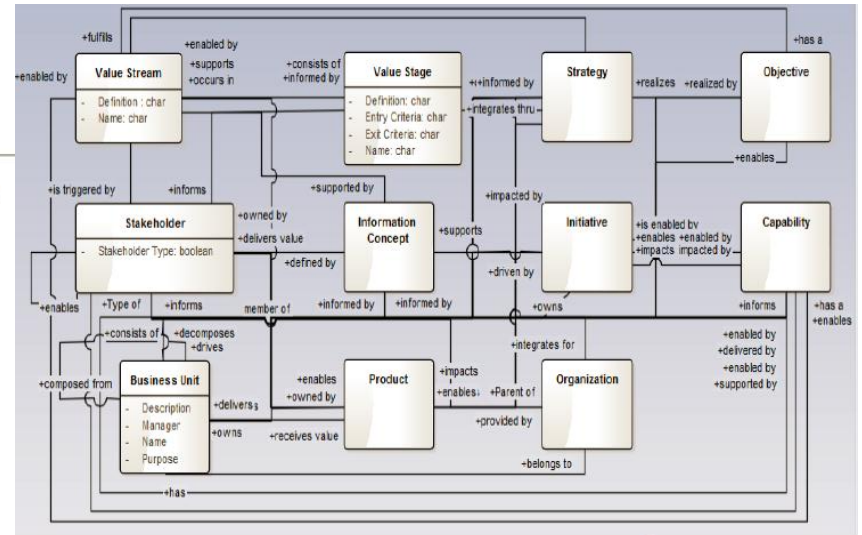 +fulfills
+enabled by
+supports
+occurs in
+enabled by
+consists of
+informed by
+has a
Value Stream
- Definition : char
- Name: char
Value Stage
- Definition: char
- Entry Criteria: char
- Exit Criteria: char
- Name: char
+informed by
+integrates thru
Strategy
+realizes
+realized by
Objective
+enables
+is triggered by
+informs
+supported by
+impacted by
Stakeholder
- Stakeholder Type: boolean
+owned by
+delivers value
+defined by
Information
Concept
+supports
Initiative
+is enabled by
+enables +enabled by
+impacts impacted by
Capability
+driven by
+enables
+Type of
+informs
member of
+informed by
+informed by
+owns
+informs
+has a
+enables
+consists of
+decomposes
+drives
+composed from
+integrates for
+enabled by
+delivered by
+enabled by
+supported by
Business Unit
- Description
- Manager
- Name
- Purpose
+delivers
+owns
+enables
+owned by
+receives value
Product
+impacts
+enables
+Parent of
+provided by
Organization
+belongs to
+has